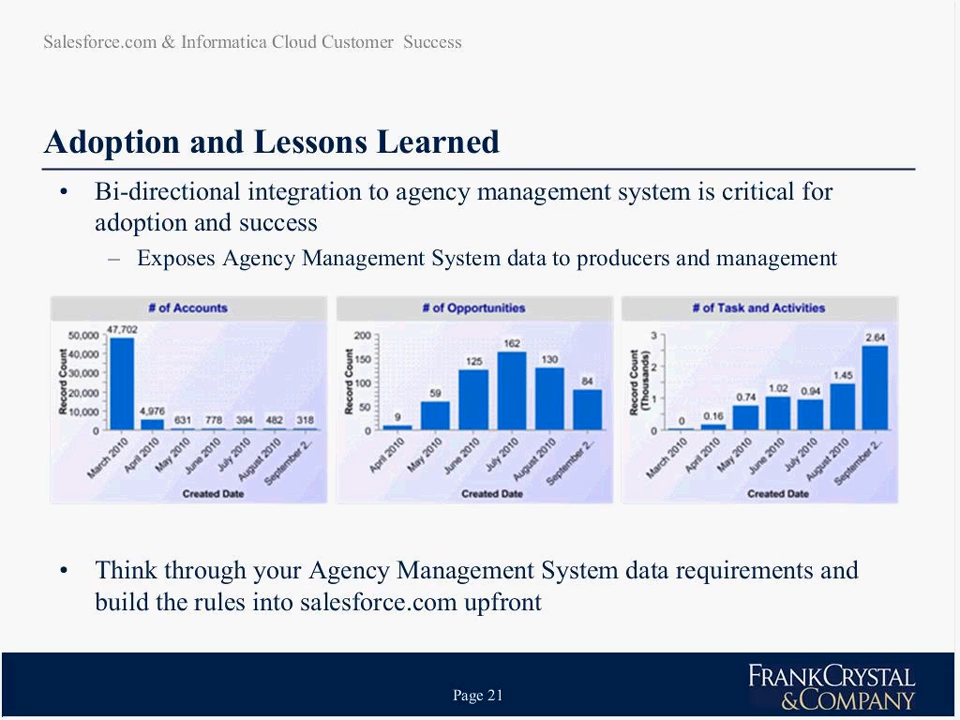 Salesforce.com & Informatica Cloud Customer Success
Adoption and Lessons Learned
• Bi-directional integration to agency management system is critical for
adoption and success
– Exposes Agency Management System data to producers and management
# of Accounts
50,000
40,000
30,000
20,000
10,000
0
Record Count
47,702
4,976
631
778
394
482
318
March 2010
April 2010
May 2010
June 2010
July 2010
August 2010
September 2...
Created Date
# of Opportunities
200
150
100
50
0
Record Count
9
59
125
162
130
84
April 2010
May 2010
June 2010
July 2010
August 2010
September 2...
Created Date
# of Task and Activities
3
2
1
0
Record Count
(Thousands)
0
0.16
0.74
1.02
0.94
1.45
2.64
March 2010
April 2010
May 2010
June 2010
July 2010
August 2010
September 2...
Created Date
• Think through your Agency Management System data requirements and
build the rules into salesforce.com upfront
Page 21
FRANKCRYSTAL
&COMPANY